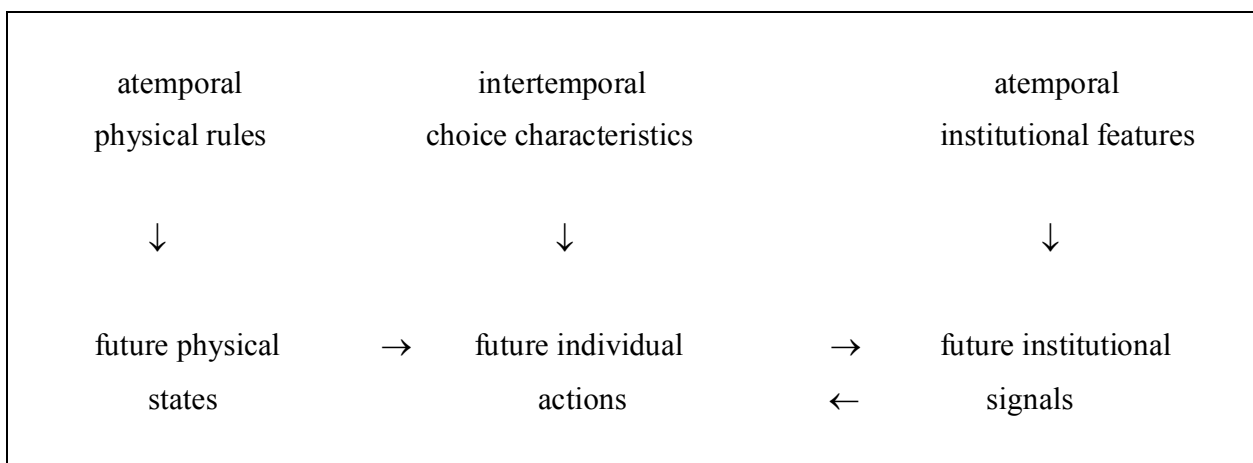 atemporal intertemporal atemporal
physical rules choice characteristics institutional features
↓ ↓ ↓
future physical → future individual → future institutional
states actions ← signals